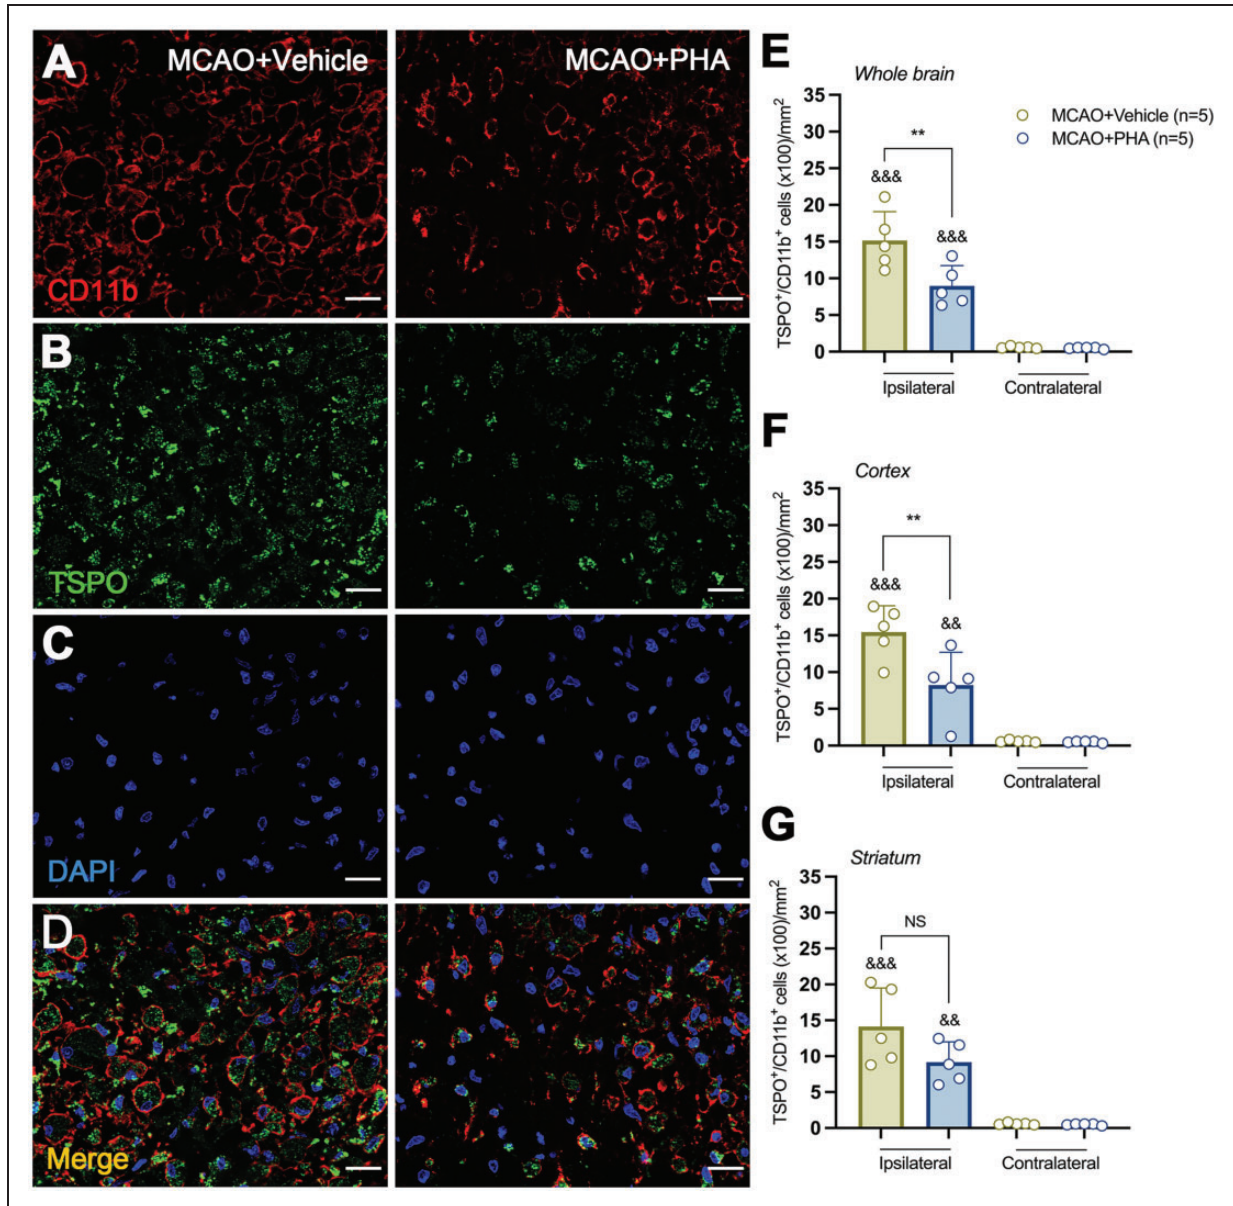 A
MCAO+Vehicle
MCAO+PHA
CD11b
B
TSPO
C
DAPI
D
Merge
E
Whole brain
TSPO⁺/CD11b⁺ cells (x100)/mm²
35
30
25
20
15
10
5
0
MCAO+Vehicle (n=5)
MCAO+PHA (n=5)
**
&&&
&&&
Ipsilateral
Contralateral
F
Cortex
TSPO⁺/CD11b⁺ cells (x100)/mm²
35
30
25
20
15
10
5
0
**
&&&
&&
Ipsilateral
Contralateral
G
Striatum
TSPO⁺/CD11b⁺ cells (x100)/mm²
35
30
25
20
15
10
5
0
NS
&&&
&&
Ipsilateral
Contralateral